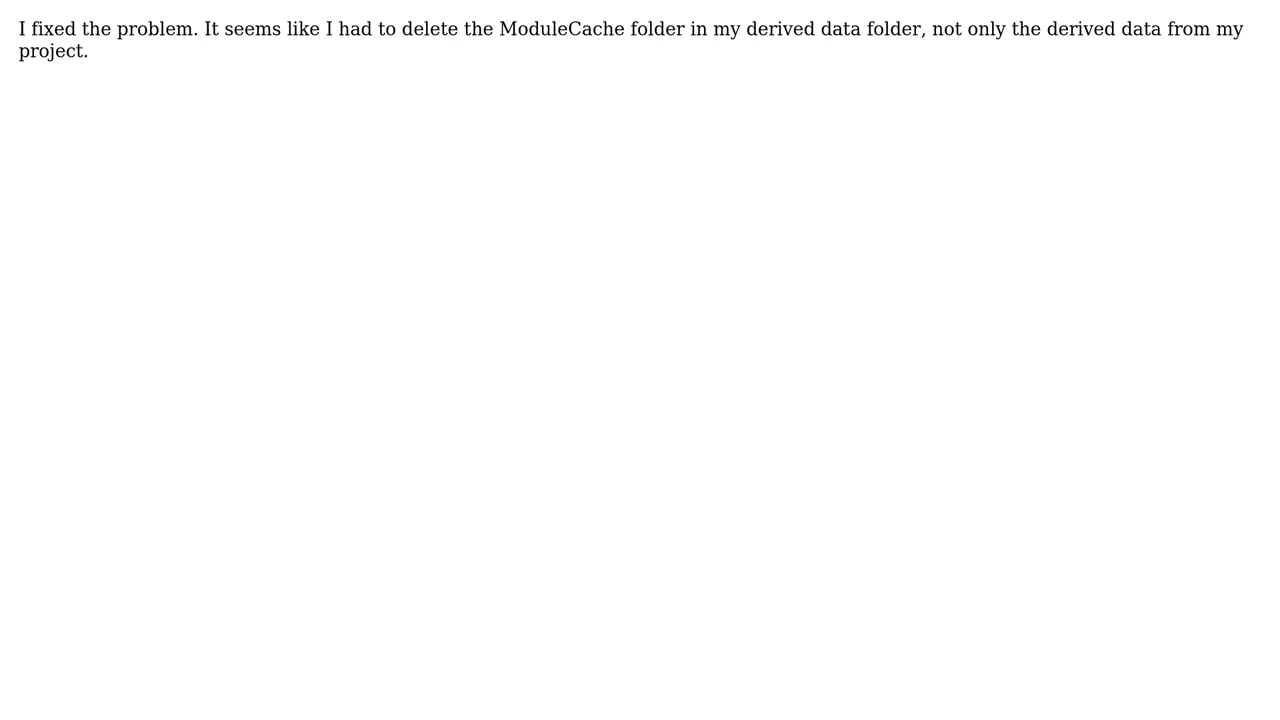 I fixed the problem. It seems like I had to delete the ModuleCache folder in my derived data folder, not only the derived data from my
project.